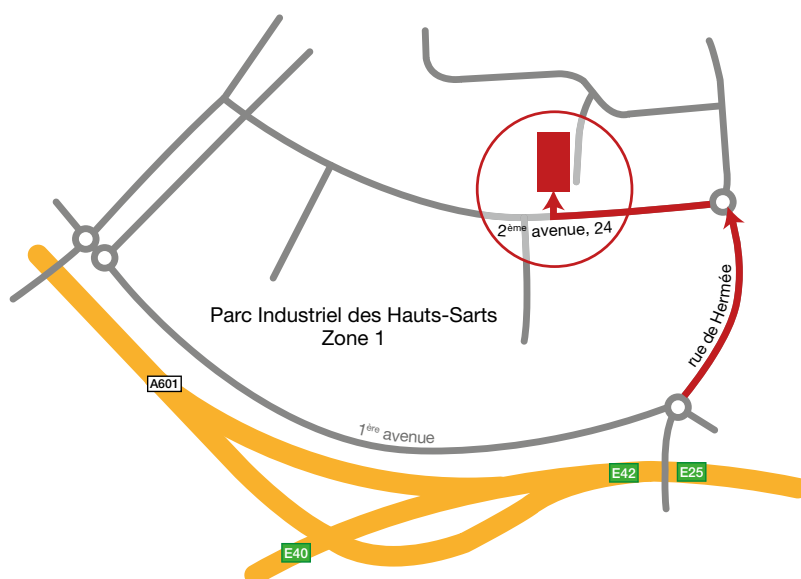 2ème avenue, 24
rue de Hermée
Parc Industriel des Hauts-Sarts
Zone 1
A601
1ère avenue
E42
E25
E40